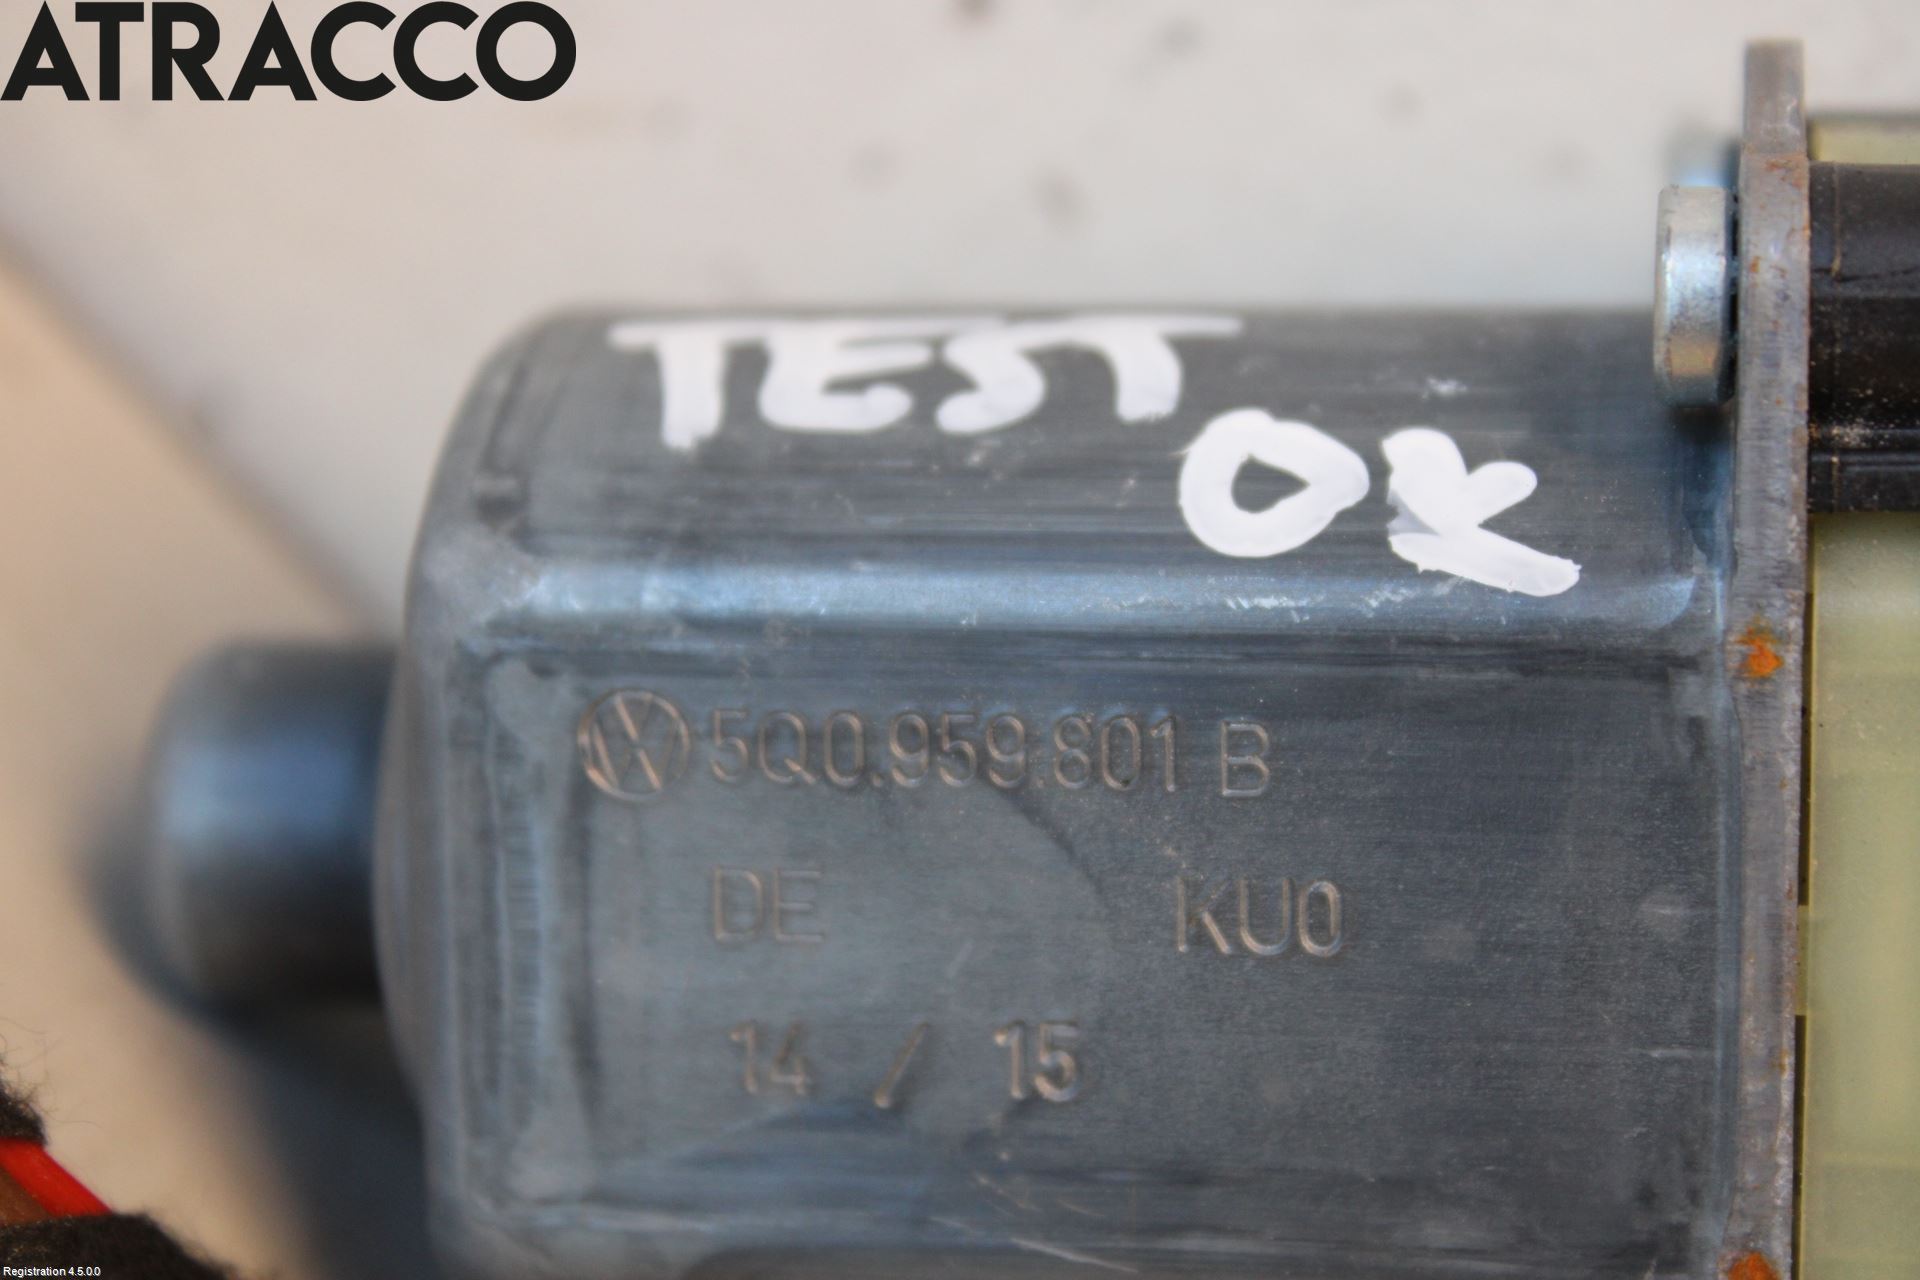 ATRACCO
TEST
OK
5Q0.959.801 B
DE KU0
14 / 15
Registration 4.5.0.0